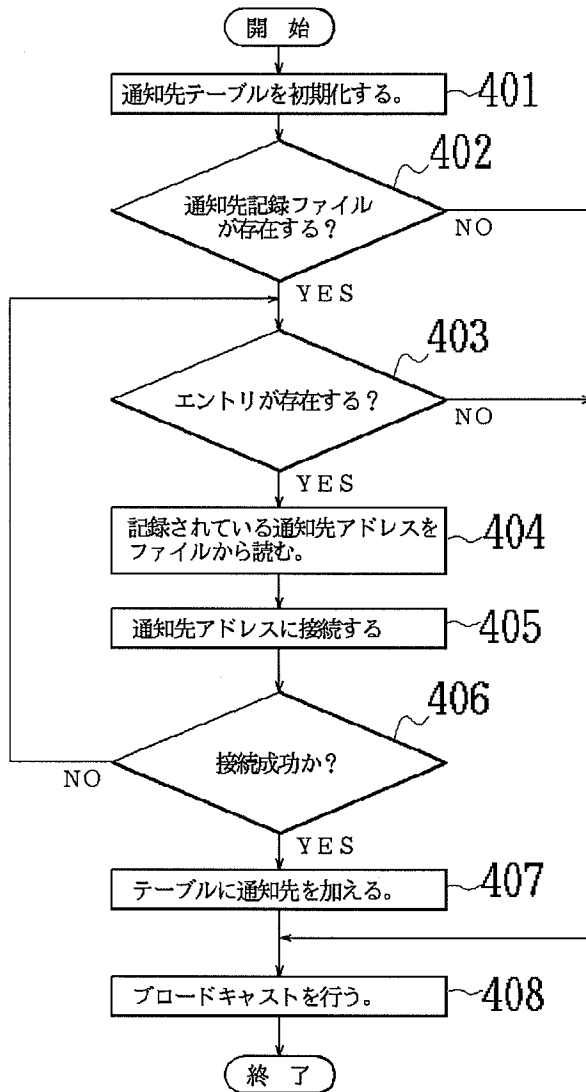 開 始
通知先テーブルを初期化する。
401
402
通知先記録ファイル
が存在する？
NO
YES
403
エントリが存在する？
NO
YES
記録されている通知先アドレスを
ファイルから読む。
404
通知先アドレスに接続する
405
406
接続成功か？
NO
YES
テーブルに通知先を加える。
407
ブロードキャストを行う。
408
終 了